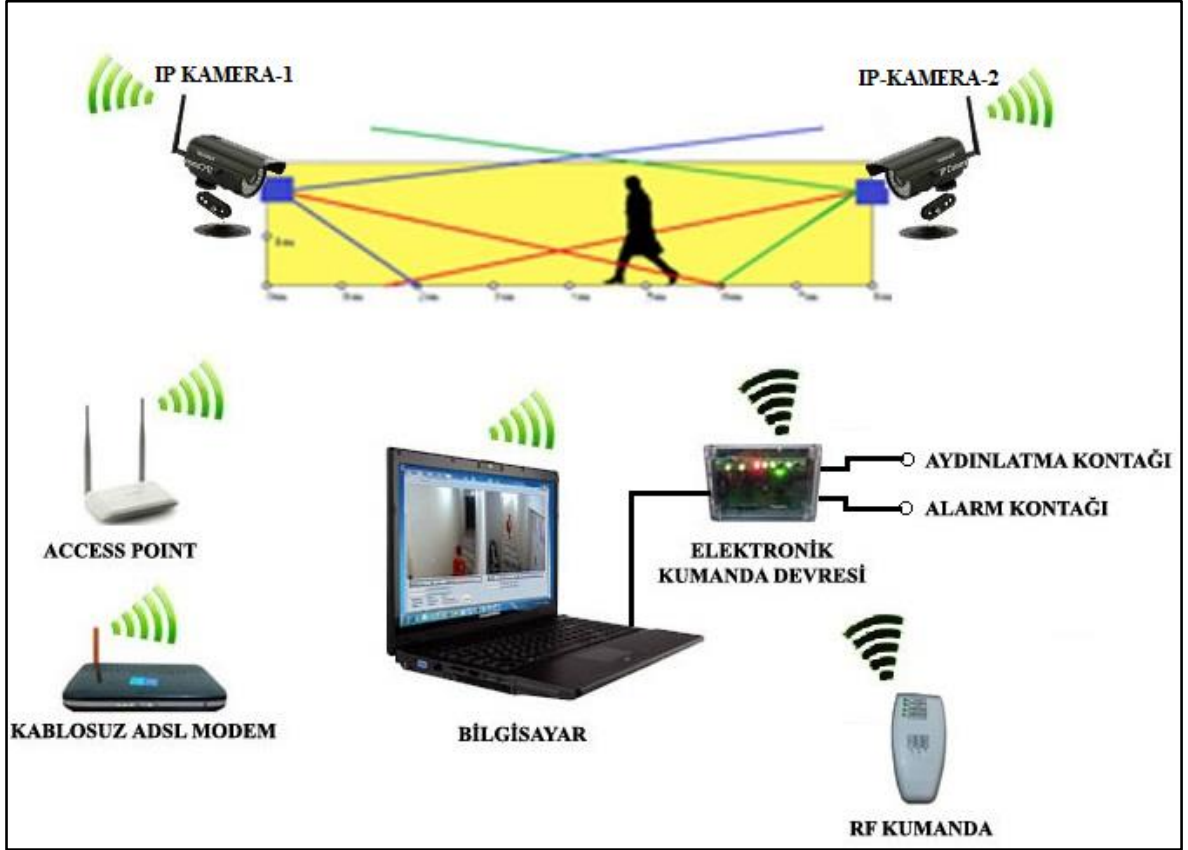 IP KAMERA-1
IP-KAMERA-2
ACCESS POINT
KABLOSUZ ADSL MODEM
BİLGİSAYAR
ELEKTRONİK
KUMANDA DEVRESİ
AYDINLATMA KONTAĞI
ALARM KONTAĞI
RF KUMANDA